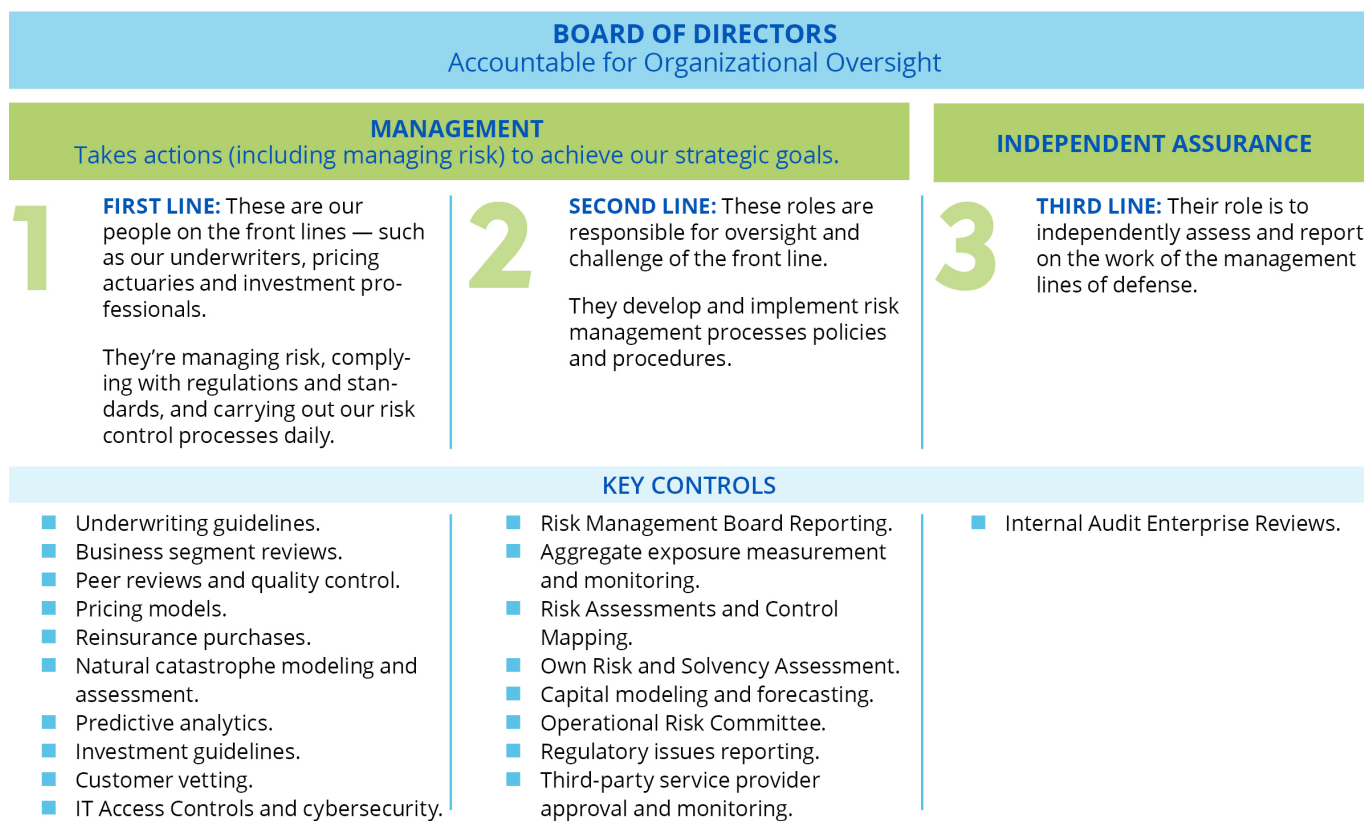 BOARD OF DIRECTORS
Accountable for Organizational Oversight
MANAGEMENT
Takes actions (including managing risk) to achieve our strategic goals.
INDEPENDENT ASSURANCE
1
FIRST LINE: These are our
people on the front lines — such
as our underwriters, pricing
actuaries and investment pro-
fessionals.
They’re managing risk, comply-
ing with regulations and stan-
dards, and carrying out our risk
control processes daily.
2
SECOND LINE: These roles are
responsible for oversight and
challenge of the front line.
They develop and implement risk
management processes policies
and procedures.
3
THIRD LINE: Their role is to
independently assess and report
on the work of the management
lines of defense.
KEY CONTROLS
Underwriting guidelines.
Business segment reviews.
Peer reviews and quality control.
Pricing models.
Reinsurance purchases.
Natural catastrophe modeling and
assessment.
Predictive analytics.
Investment guidelines.
Customer vetting.
IT Access Controls and cybersecurity.
Risk Management Board Reporting.
Aggregate exposure measurement
and monitoring.
Risk Assessments and Control
Mapping.
Own Risk and Solvency Assessment.
Capital modeling and forecasting.
Operational Risk Committee.
Regulatory issues reporting.
Third-party service provider
approval and monitoring.
Internal Audit Enterprise Reviews.